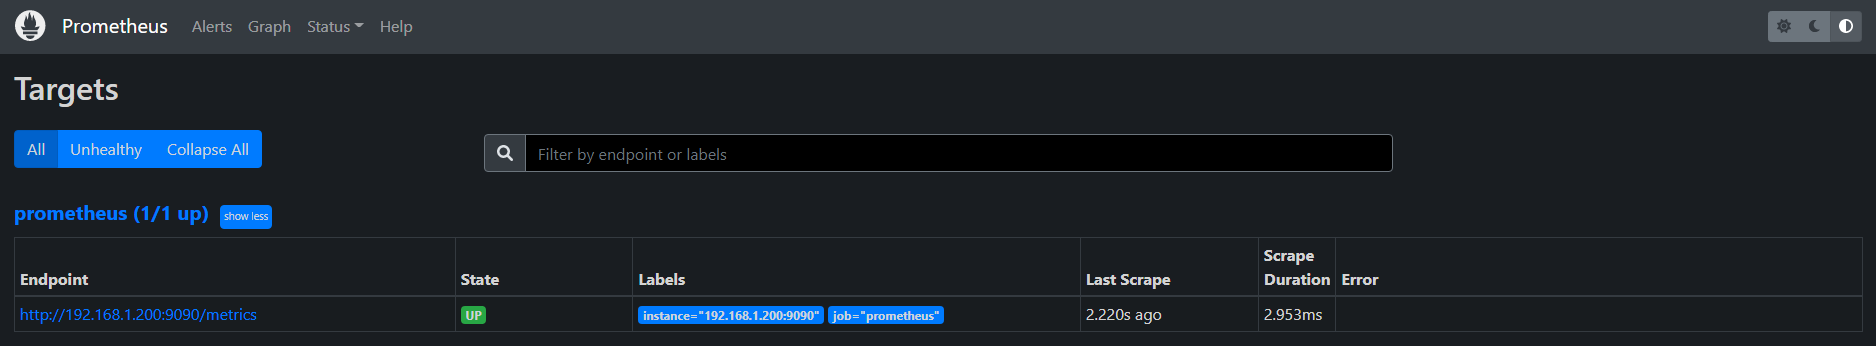 Prometheus Alerts Graph Status Help
Targets
All Unhealthy Collapse All
Filter by endpoint or labels
prometheus (1/1 up) show less
Endpoint State Labels Last Scrape Scrape Duration Error
http://192.168.1.200:9090/metrics UP instance="192.168.1.200:9090" job="prometheus" 2.220s ago 2.953ms